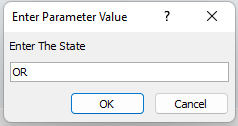 Enter Parameter Value
Enter The State
OR
OK
Cancel